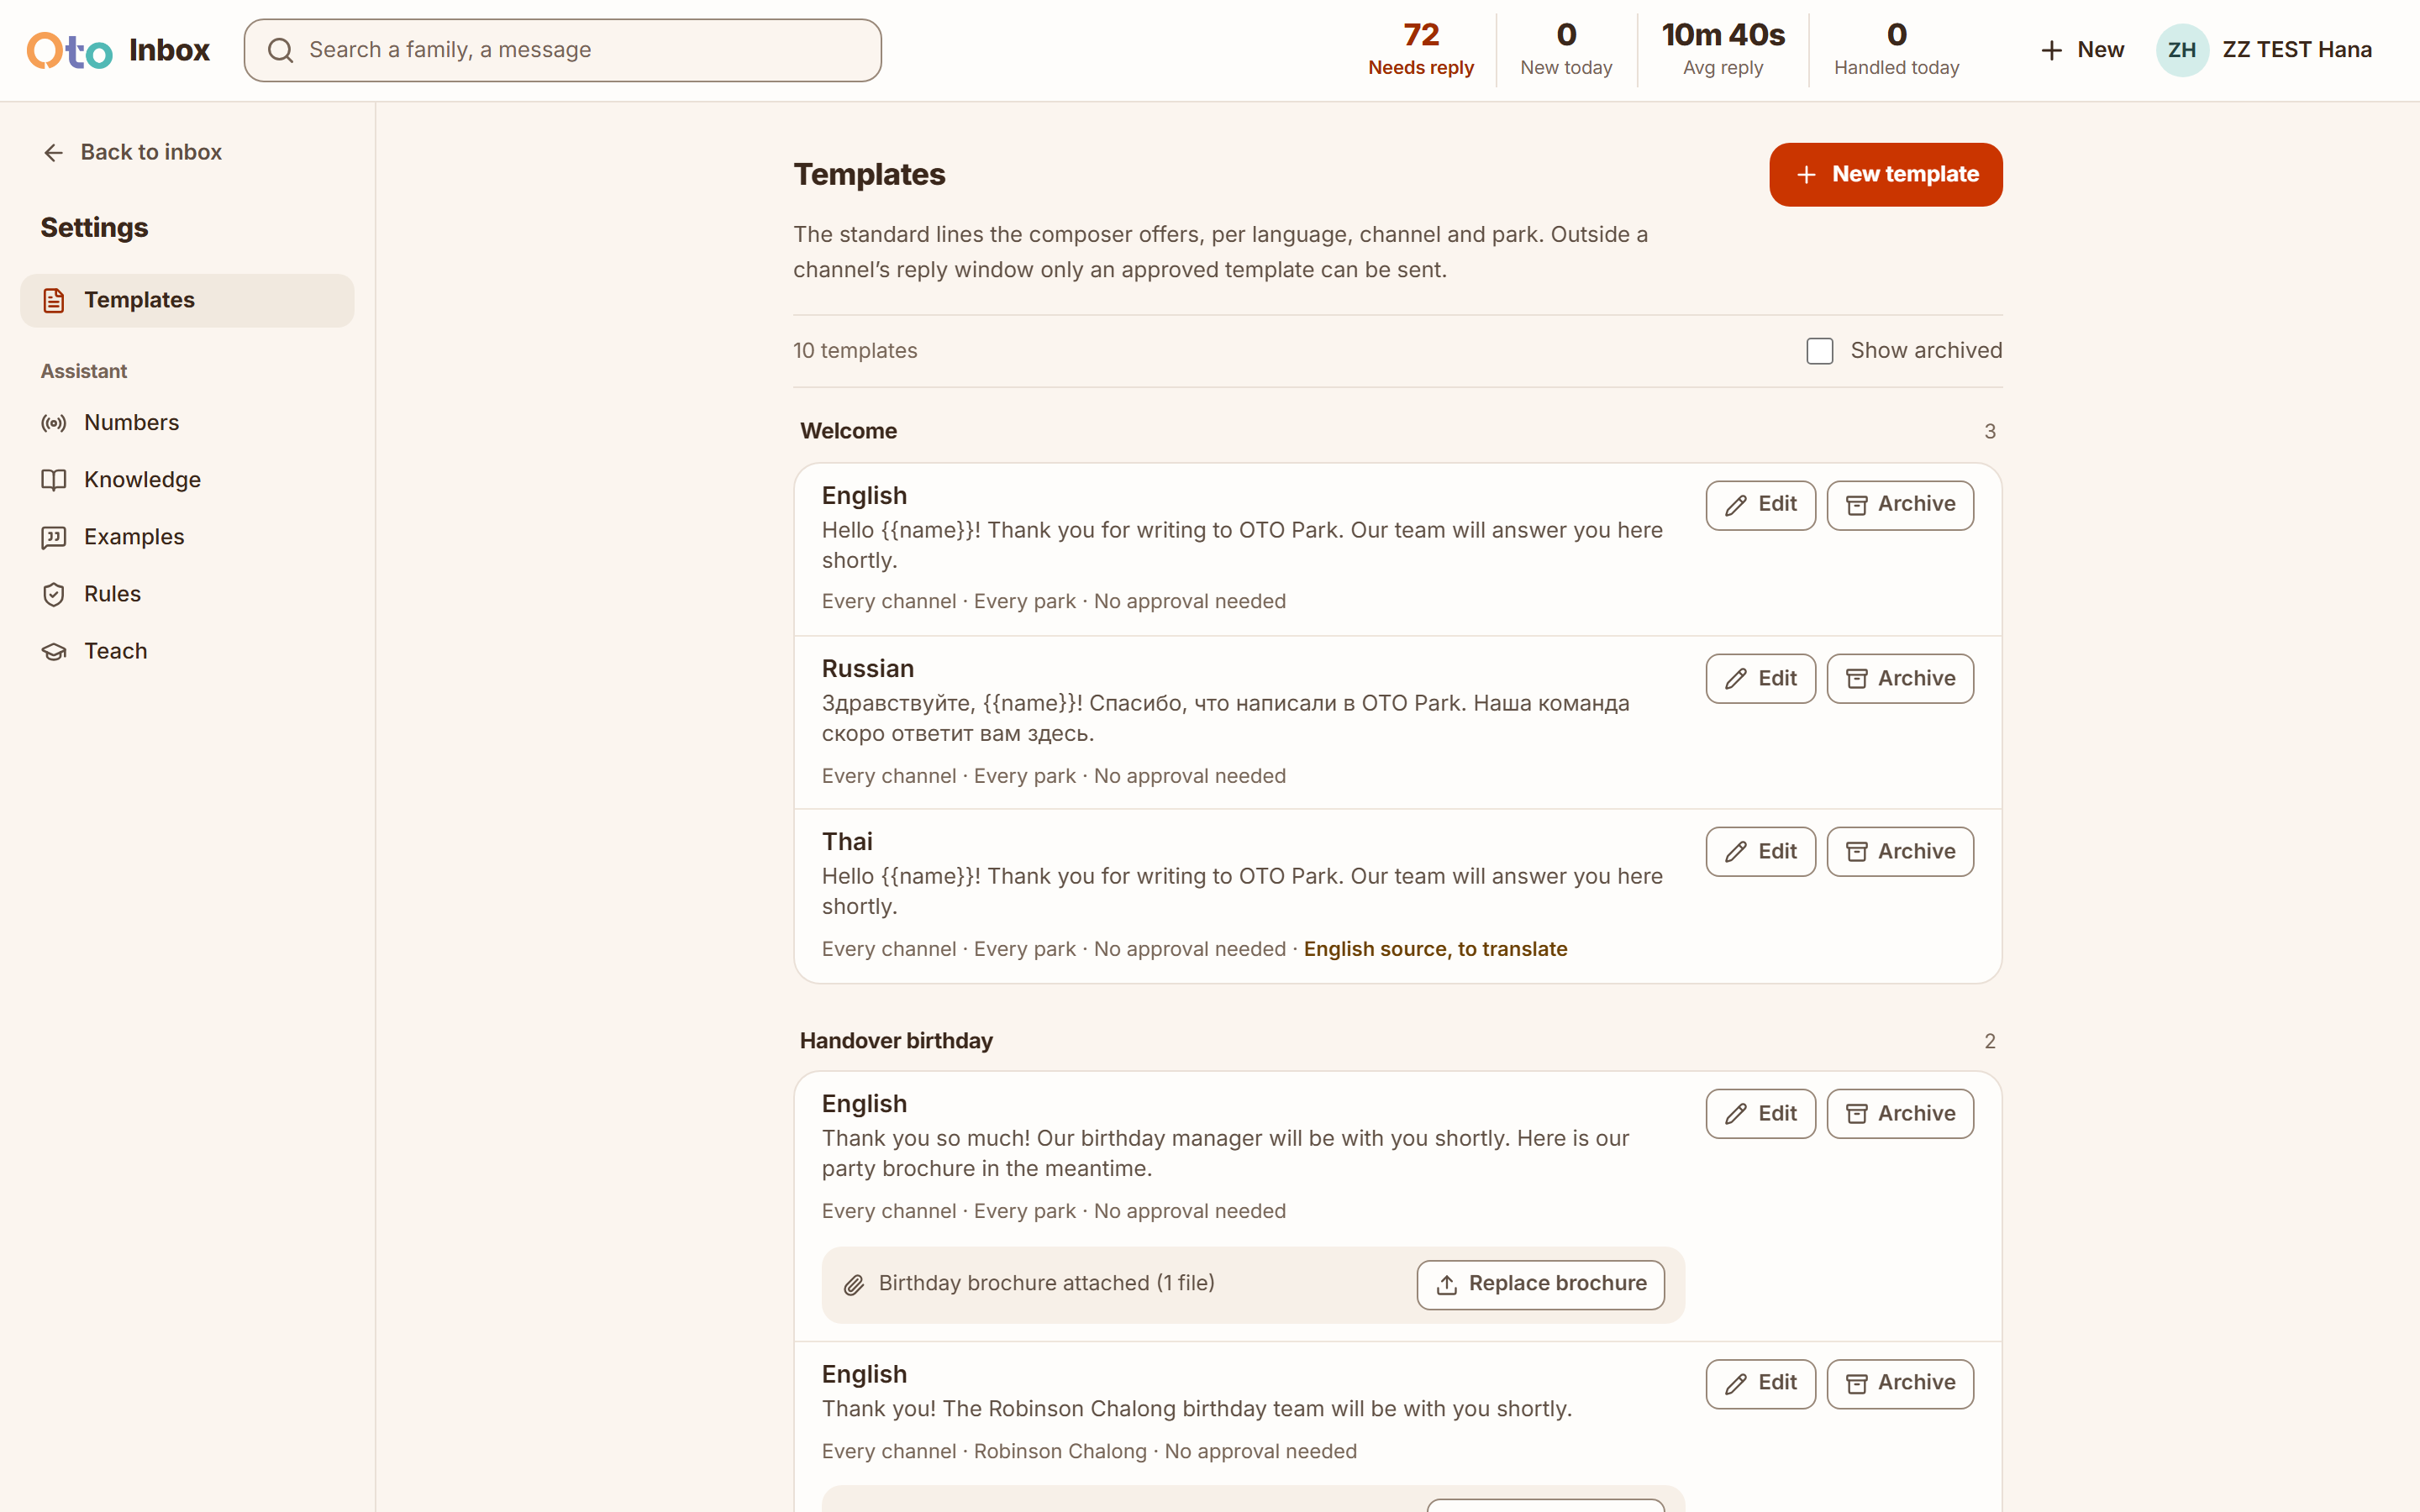 Oto Inbox
Search a family, a message
72
Needs reply
0
New today
10m 40s
Avg reply
0
Handled today
New
ZH
ZZ TEST Hana
Back to inbox
Settings
Templates
Assistant
Numbers
Knowledge
Examples
Rules
Teach
Templates
New template
The standard lines the composer offers, per language, channel and park. Outside a
channel’s reply window only an approved template can be sent.
10 templates
Show archived
Welcome
3
English
Edit
Archive
Hello {{name}}! Thank you for writing to OTO Park. Our team will answer you here
shortly.
Every channel · Every park · No approval needed
Russian
Edit
Archive
Здравствуйте, {{name}}! Спасибо, что написали в OTO Park. Наша команда
скоро ответит вам здесь.
Every channel · Every park · No approval needed
Thai
Edit
Archive
Hello {{name}}! Thank you for writing to OTO Park. Our team will answer you here
shortly.
Every channel · Every park · No approval needed · English source, to translate
Handover birthday
2
English
Edit
Archive
Thank you so much! Our birthday manager will be with you shortly. Here is our
party brochure in the meantime.
Every channel · Every park · No approval needed
Birthday brochure attached (1 file)
Replace brochure
English
Edit
Archive
Thank you! The Robinson Chalong birthday team will be with you shortly.
Every channel · Robinson Chalong · No approval needed